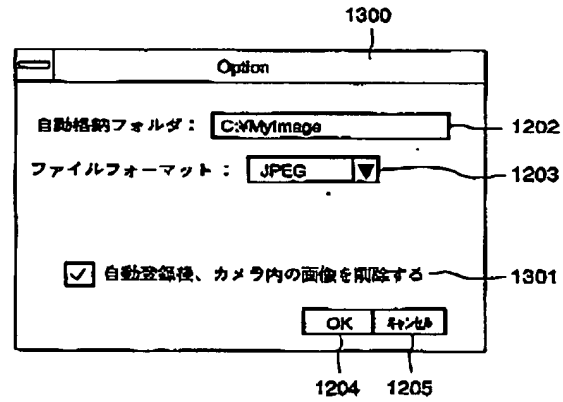 1300
Option
自動格納フォルダ： C:¥MyImage 1202
ファイルフォーマット： JPEG 1203
自動登録後、カメラ内の画像を削除する 1301
OK キャンセル
1204 1205